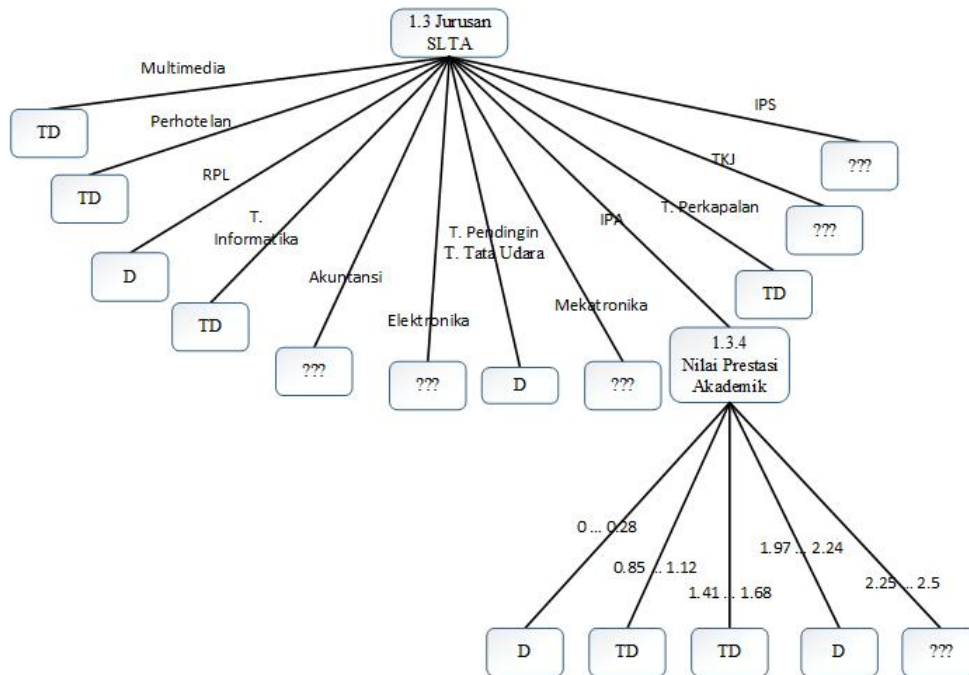 1.3 Jurusan
SLTA
Multimedia
IPS
TD
Perhotelan
???
TKJ
TD
RPL
T. Perkapalan
???
T.
Informatika
IPA
T. Pendingin
T. Tata Udara
D
Akuntansi
TD
Mekatronika
TD
Elektronika
1.3.4
Nilai Prestasi
Akademik
???
???
D
???
0 ... 0.28
1.97 ... 2.24
0.85 ... 1.12
2.25 ... 2.5
1.41 ... 1.68
D
TD
TD
D
???